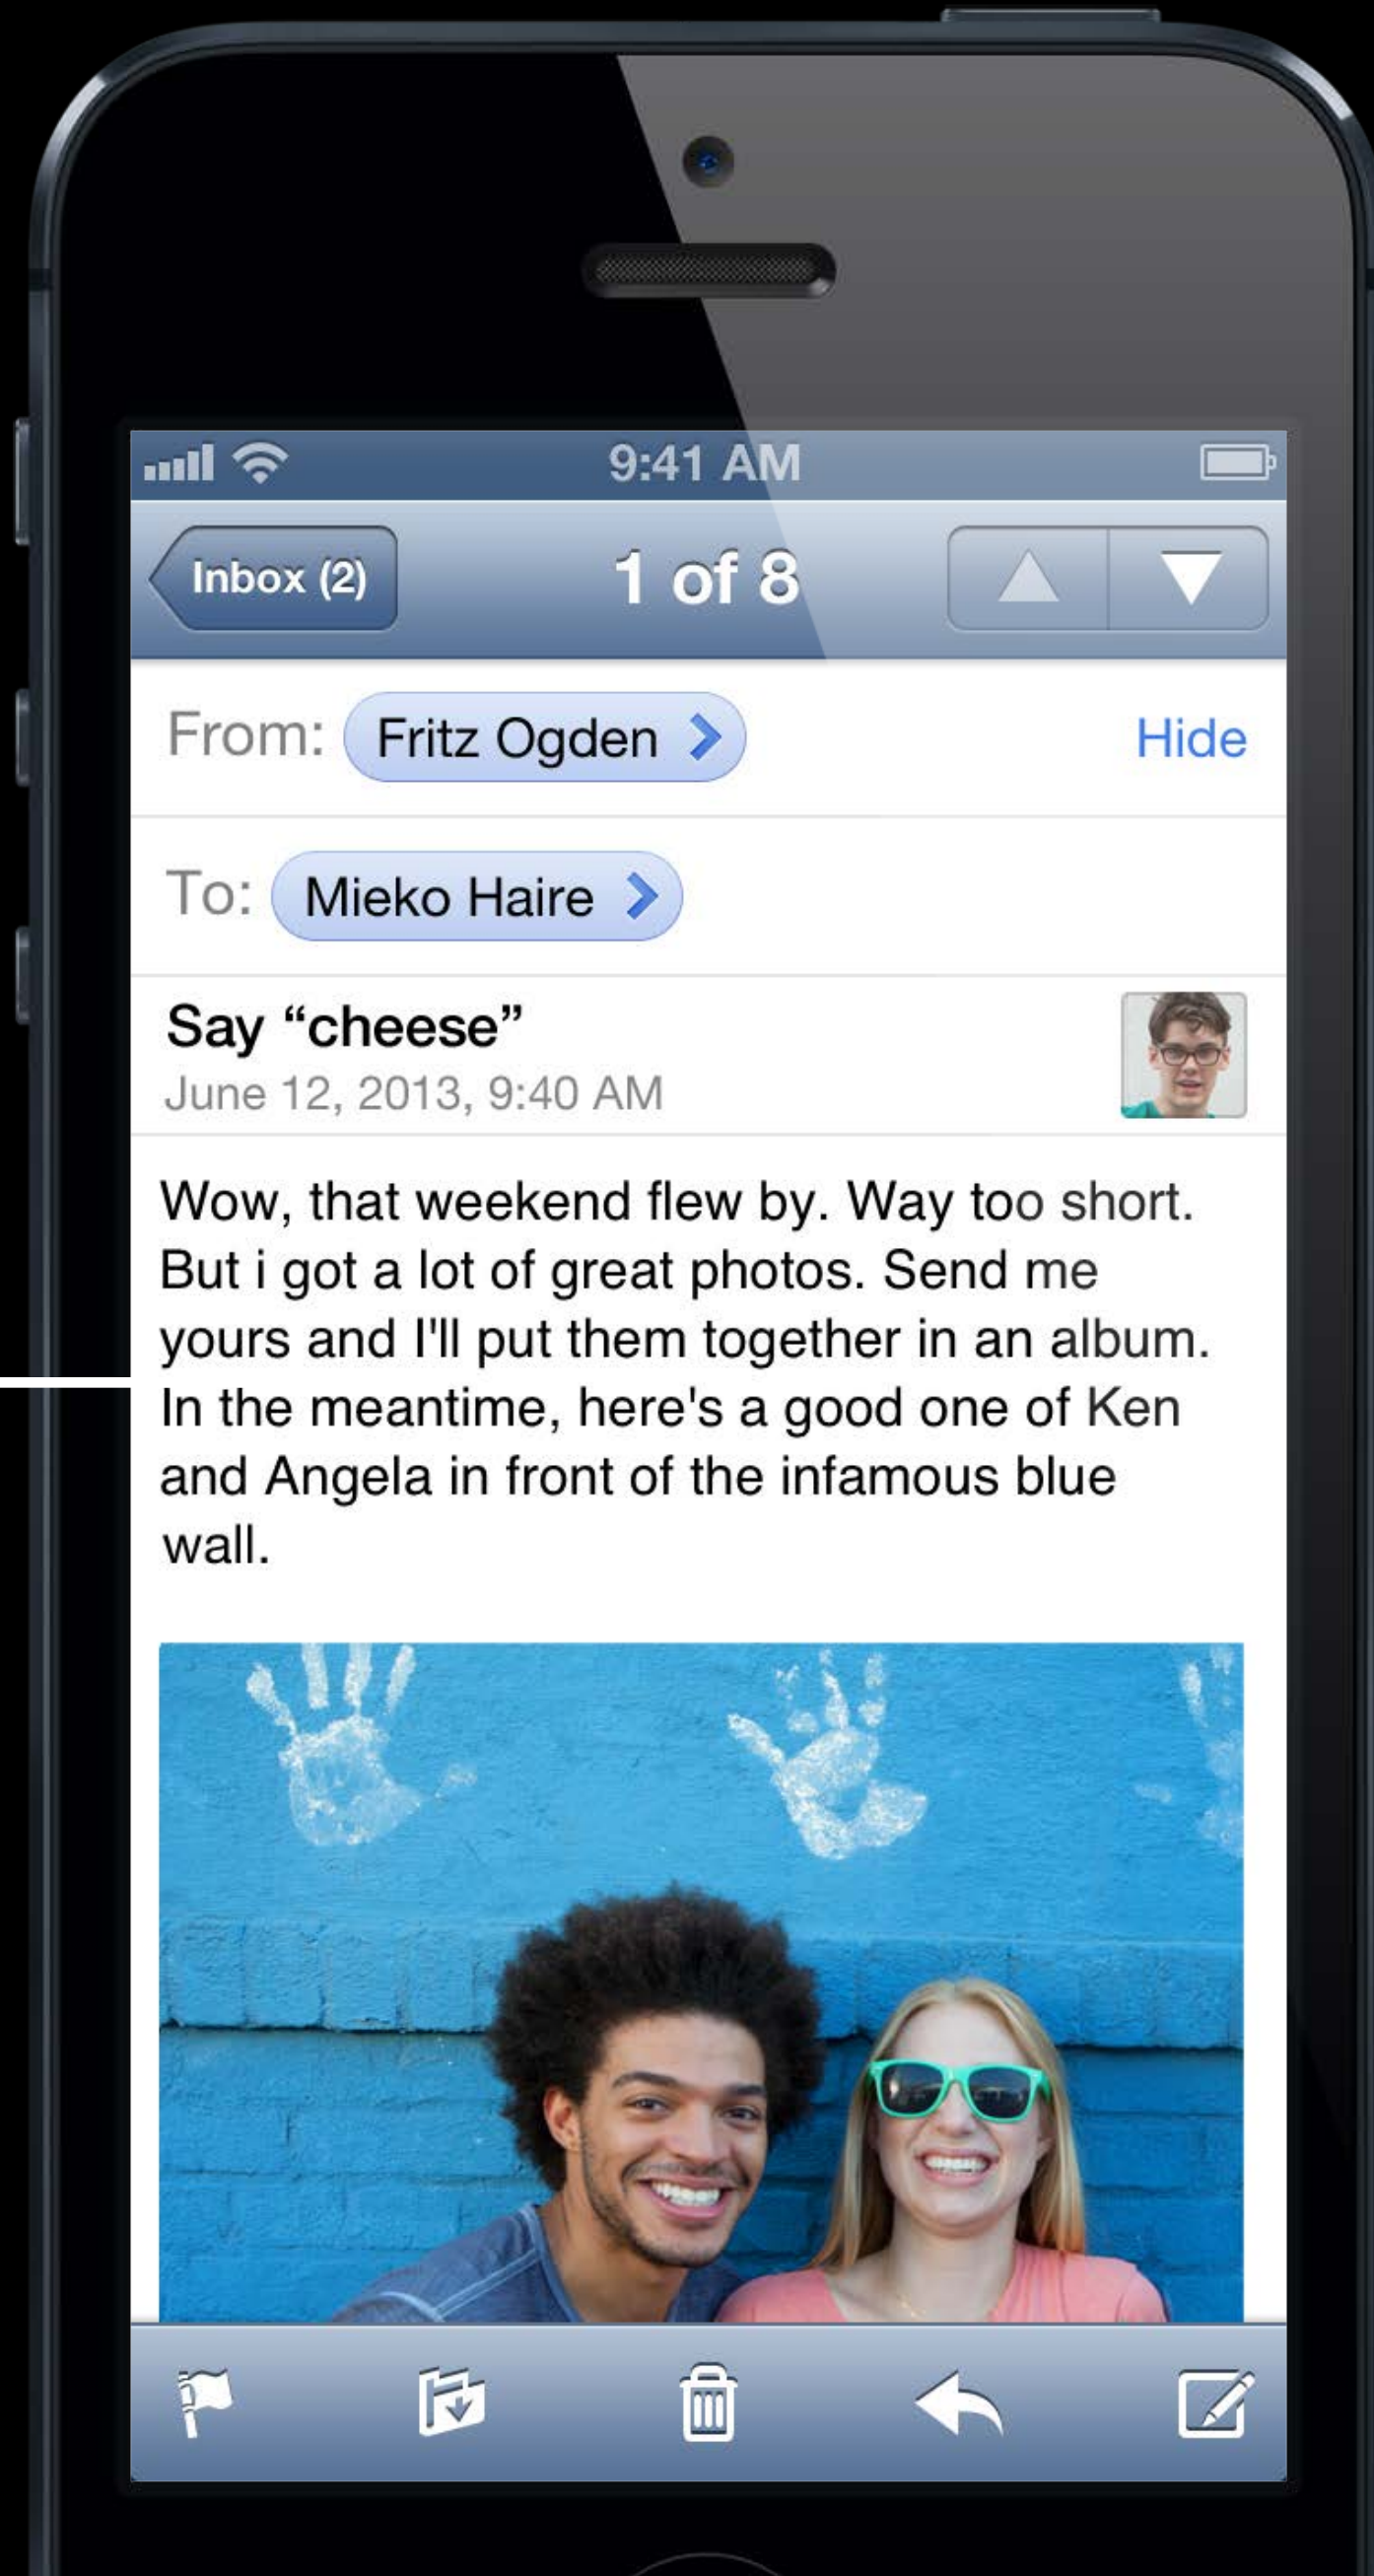 9:41 AM
Inbox (2)
1 of 8
From: Fritz Ogden
Hide
To: Mieko Haire
Say “cheese”
June 12, 2013, 9:40 AM
Wow, that weekend flew by. Way too short.
But i got a lot of great photos. Send me
yours and I'll put them together in an album.
In the meantime, here's a good one of Ken
and Angela in front of the infamous blue
wall.